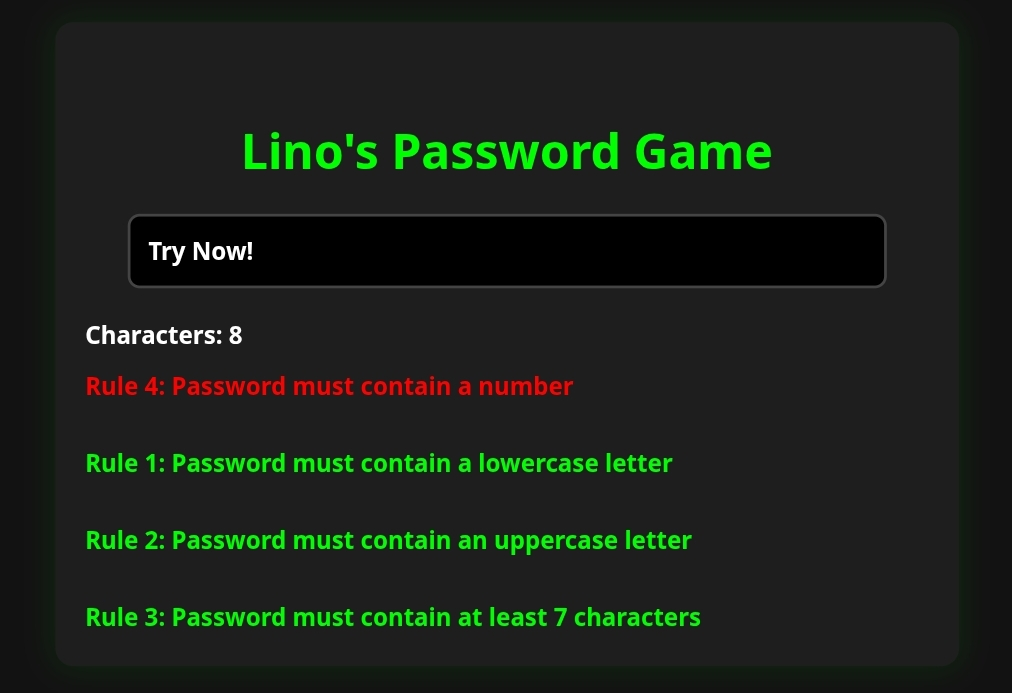 Lino's Password Game
Try Now!
Characters: 8
Rule 4: Password must contain a number
Rule 1: Password must contain a lowercase letter
Rule 2: Password must contain an uppercase letter
Rule 3: Password must contain at least 7 characters